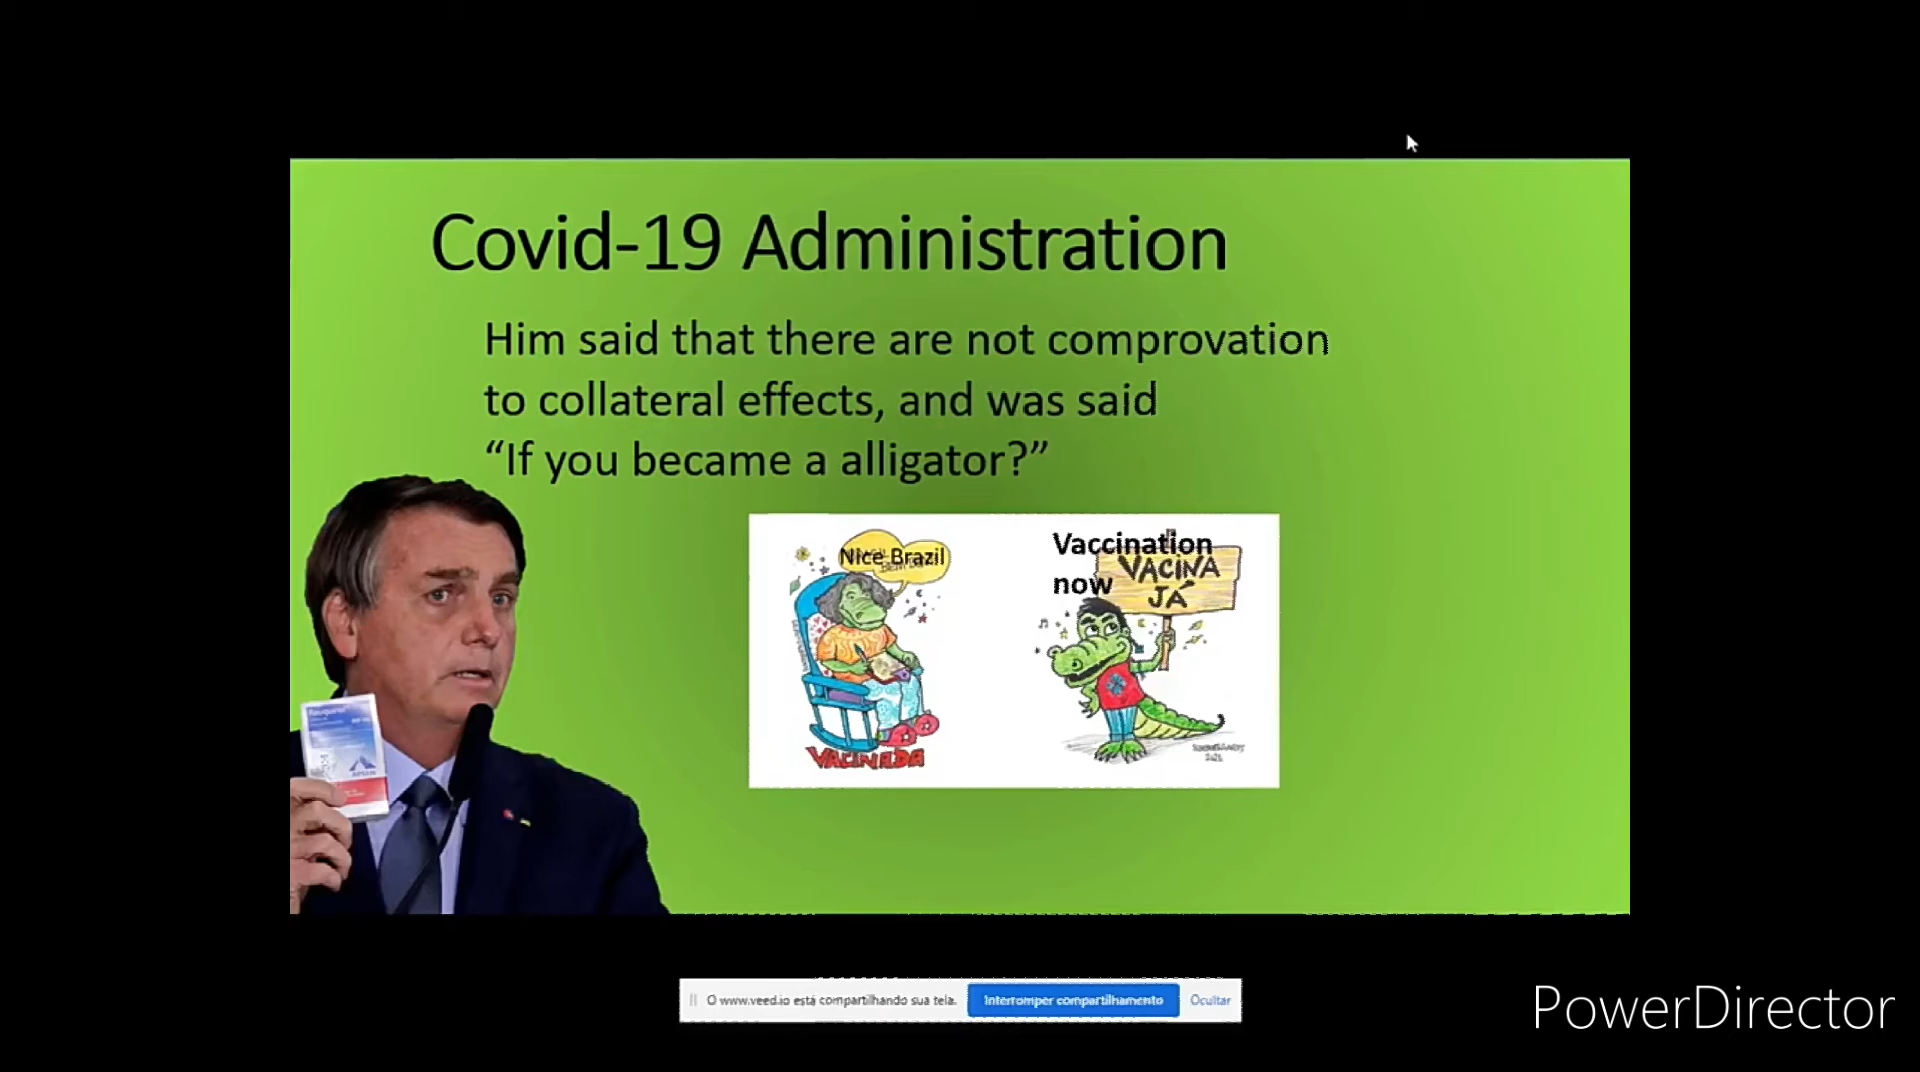 Covid-19 Administration
Him said that there are not comprovation
to collateral effects, and was said
“If you became a alligator?”
Nice Brazil
Vaccination
now
VACINA
JÁ
VACINADA
O www.veed.io está compartilhando sua tela.
Interromper compartilhamento
Ocultar
PowerDirector